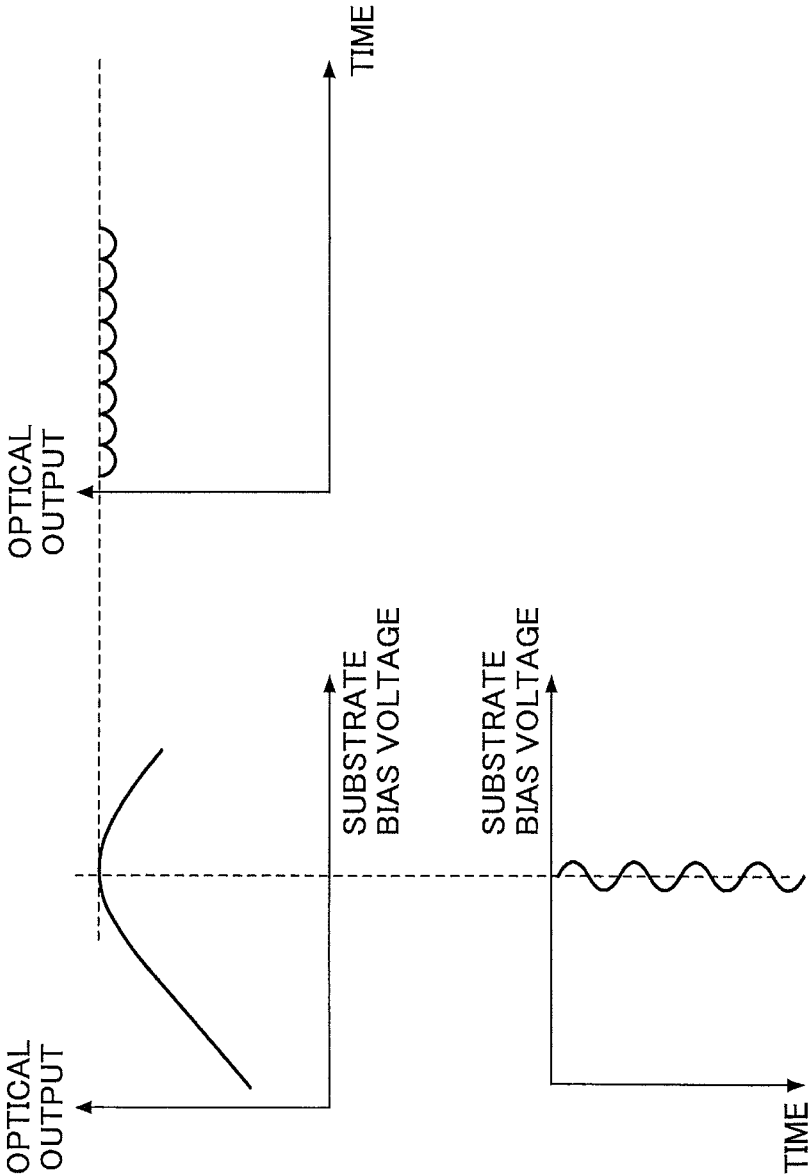 OPTICAL
OUTPUT
SUBSTRATE
BIAS VOLTAGE
OPTICAL
OUTPUT
TIME
SUBSTRATE
BIAS VOLTAGE
TIME